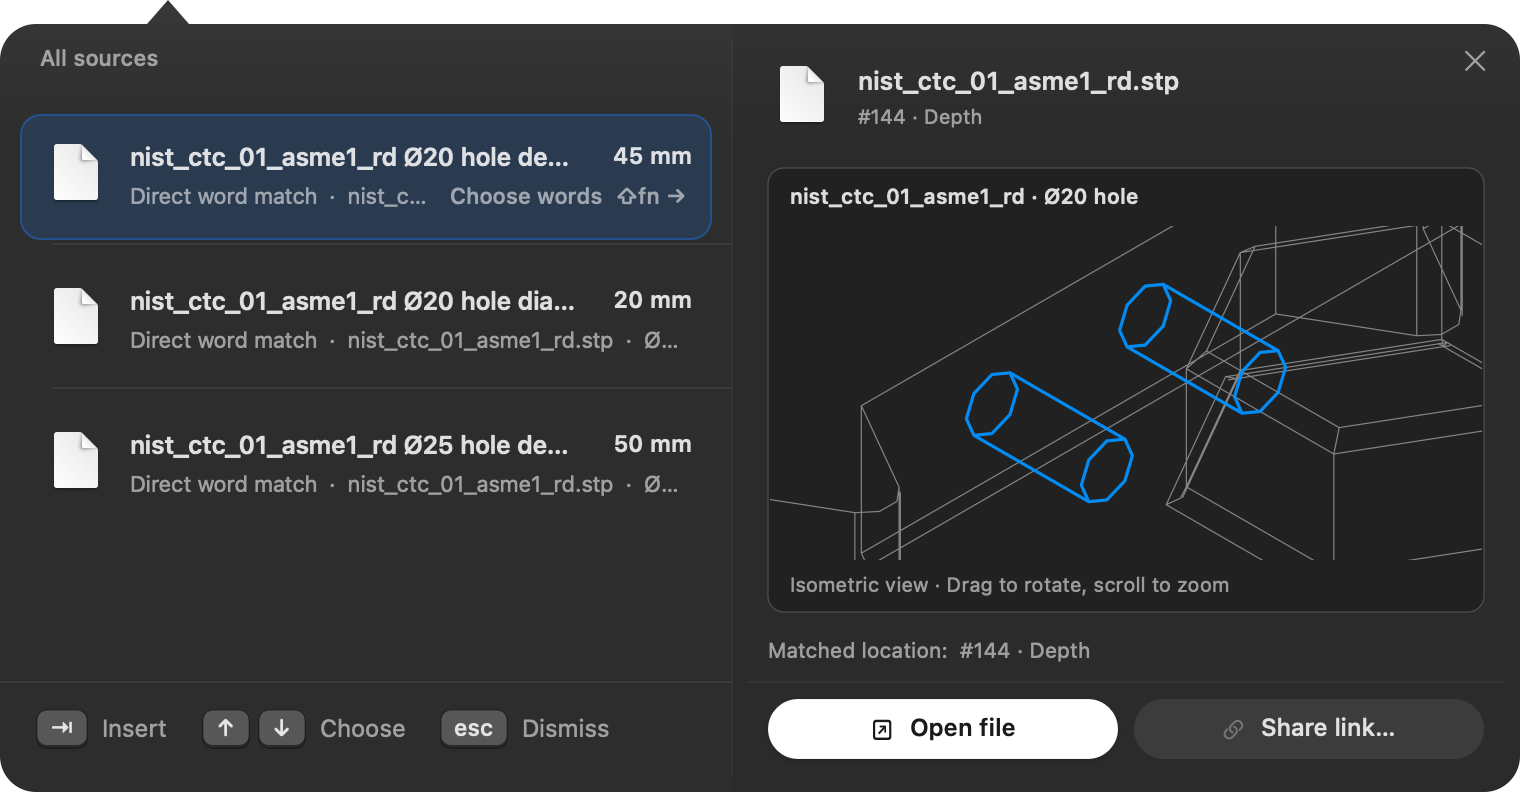 All sources
nist_ctc_01_asme1_rd Ø20 hole de... 45 mm
Direct word match · nist_c... Choose words ⇧fn →
nist_ctc_01_asme1_rd Ø20 hole dia... 20 mm
Direct word match · nist_ctc_01_asme1_rd.stp · Ø...
nist_ctc_01_asme1_rd Ø25 hole de... 50 mm
Direct word match · nist_ctc_01_asme1_rd.stp · Ø...
⇥ Insert ↑ ↓ Choose esc Dismiss
nist_ctc_01_asme1_rd.stp
#144 · Depth
nist_ctc_01_asme1_rd · Ø20 hole
Isometric view · Drag to rotate, scroll to zoom
Matched location: #144 · Depth
Open file
Share link...